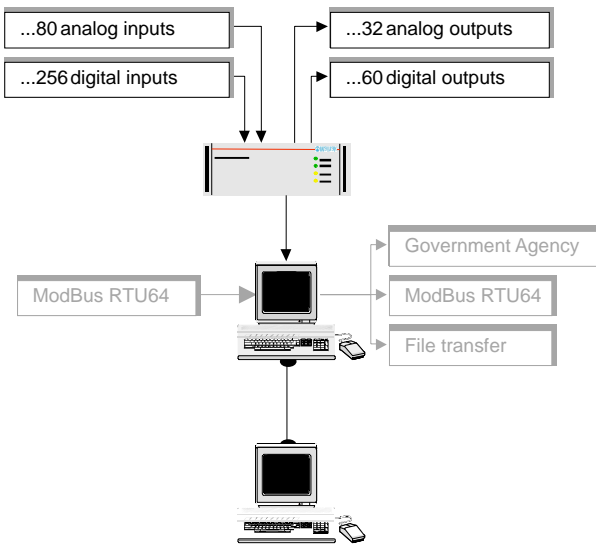 ...80 analog inputs
...32 analog outputs
...256 digital inputs
...60 digital outputs
Government Agency
ModBus RTU64
ModBus RTU64
File transfer